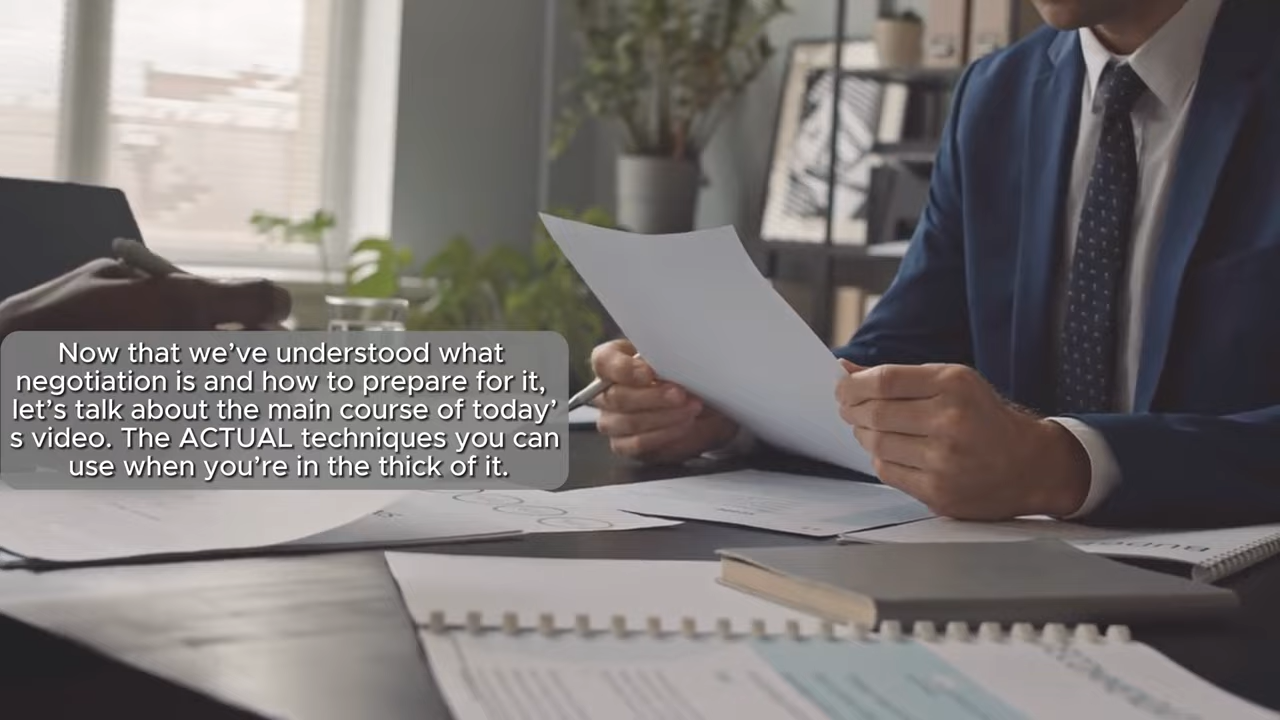 Now that we’ve understood what
negotiation is and how to prepare for it,
let’s talk about the main course of today’
s video. The ACTUAL techniques you can
use when you’re in the thick of it.